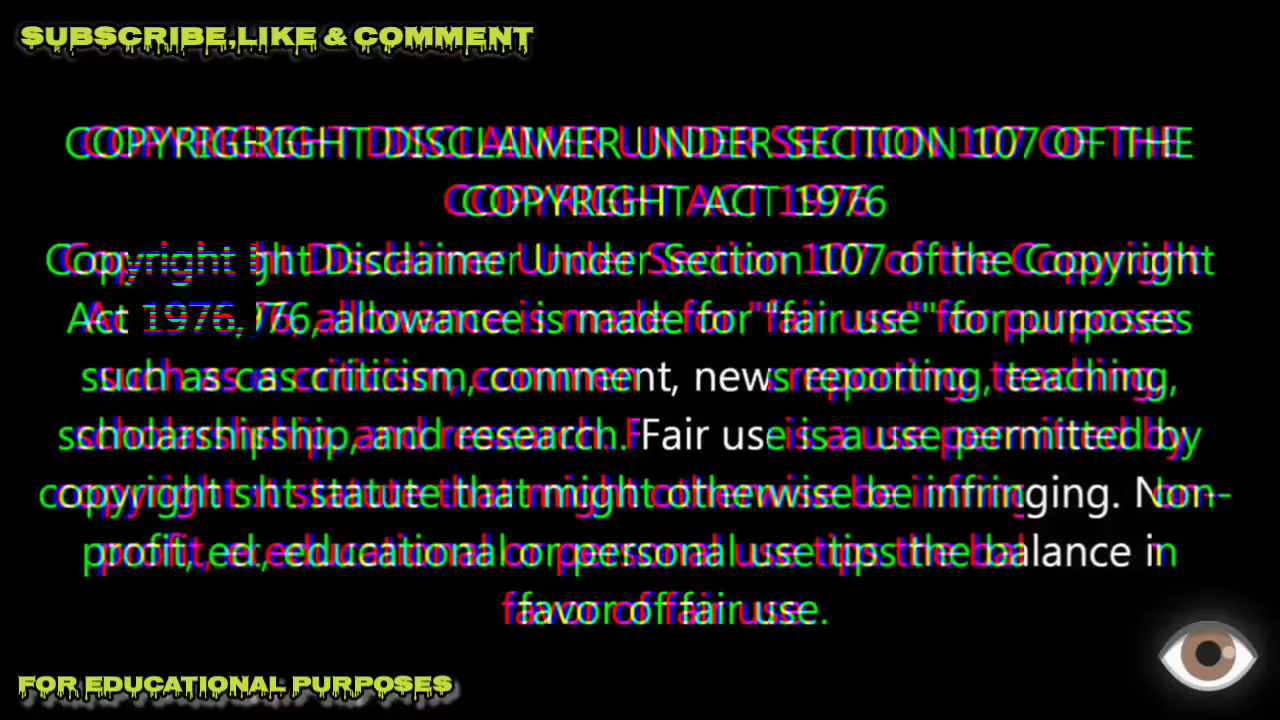 SUBSCRIBE,LIKE & COMMENT
COPYRIGHT DISCLAIMER UNDER SECTION 107 OF THE
COPYRIGHT ACT 1976
Copyright Disclaimer Under Section 107 of the Copyright
Act 1976, allowance is made for "fair use" for purposes
such as criticism, comment, news reporting, teaching,
scholarship, and research. Fair use is a use permitted by
copyright statute that might otherwise be infringing. Non-
profit, educational or personal use tips the balance in
favor of fair use.
FOR EDUCATIONAL PURPOSES